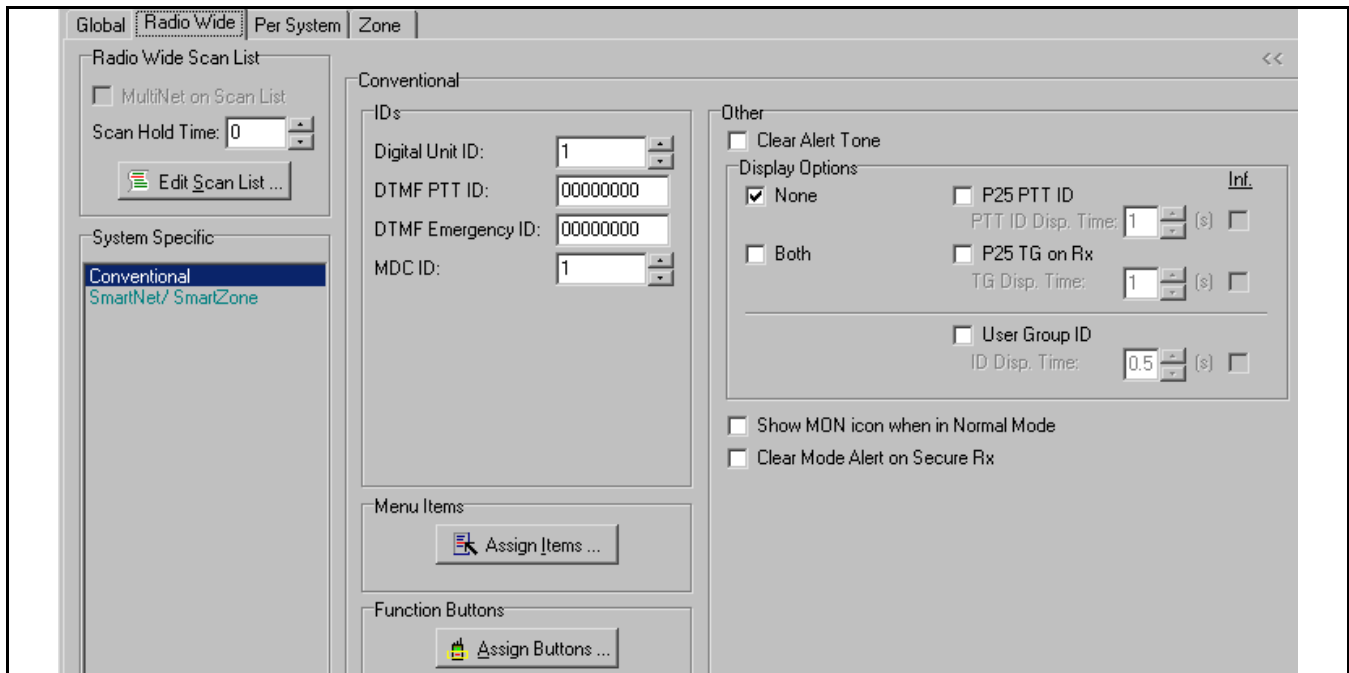 Global
Radio Wide
Per System
Zone
<<
Radio Wide Scan List
MultiNet on Scan List
Scan Hold Time: 0
Edit Scan List ...
System Specific
Conventional
SmartNet/ SmartZone
Conventional
IDs
Digital Unit ID: 1
DTMF PTT ID: 00000000
DTMF Emergency ID: 00000000
MDC ID: 1
Menu Items
Assign Items ...
Function Buttons
Assign Buttons ...
Other
Clear Alert Tone
Display Options
Inf.
None
P25 PTT ID
PTT ID Disp. Time: 1 (s)
Both
P25 TG on Rx
TG Disp. Time: 1 (s)
User Group ID
ID Disp. Time: 0.5 (s)
Show MON icon when in Normal Mode
Clear Mode Alert on Secure Rx